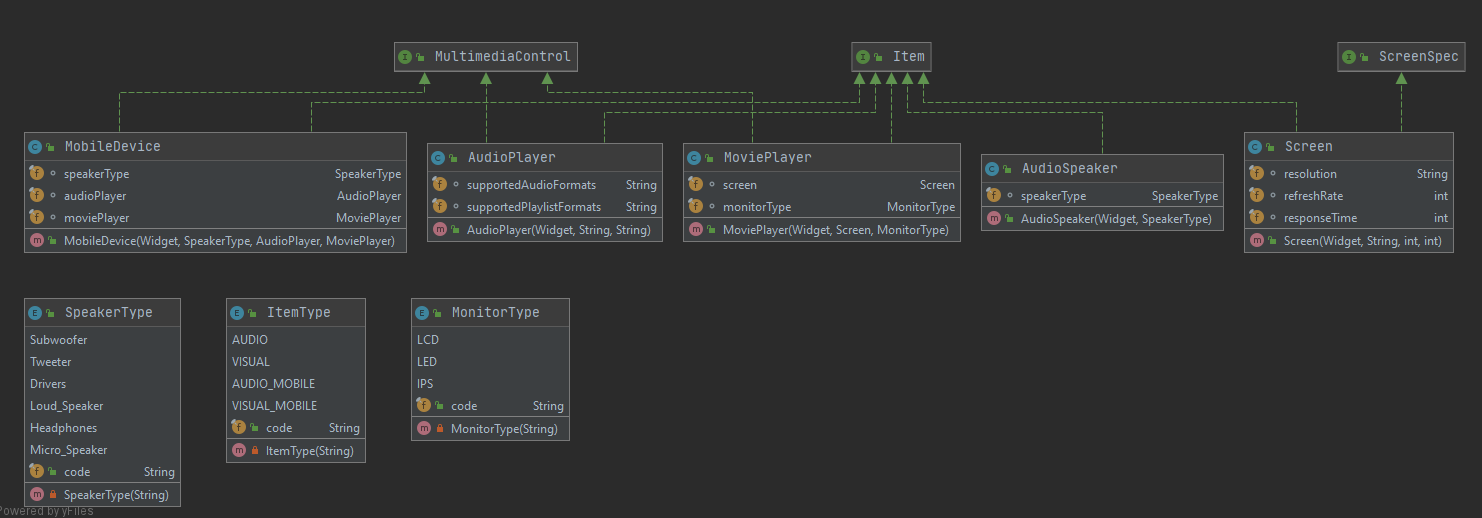 MultimediaControl
Item
ScreenSpec
MobileDevice
speakerType SpeakerType
audioPlayer AudioPlayer
moviePlayer MoviePlayer
MobileDevice(Widget, SpeakerType, AudioPlayer, MoviePlayer)
AudioPlayer
supportedAudioFormats String
supportedPlaylistFormats String
AudioPlayer(Widget, String, String)
MoviePlayer
screen Screen
monitorType MonitorType
MoviePlayer(Widget, Screen, MonitorType)
AudioSpeaker
speakerType SpeakerType
AudioSpeaker(Widget, SpeakerType)
Screen
resolution String
refreshRate int
responseTime int
Screen(Widget, String, int, int)
SpeakerType
Subwoofer
Tweeter
Drivers
Loud_Speaker
Headphones
Micro_Speaker
code String
SpeakerType(String)
ItemType
AUDIO
VISUAL
AUDIO_MOBILE
VISUAL_MOBILE
code String
ItemType(String)
MonitorType
LCD
LED
IPS
code String
MonitorType(String)
Powered by yFiles